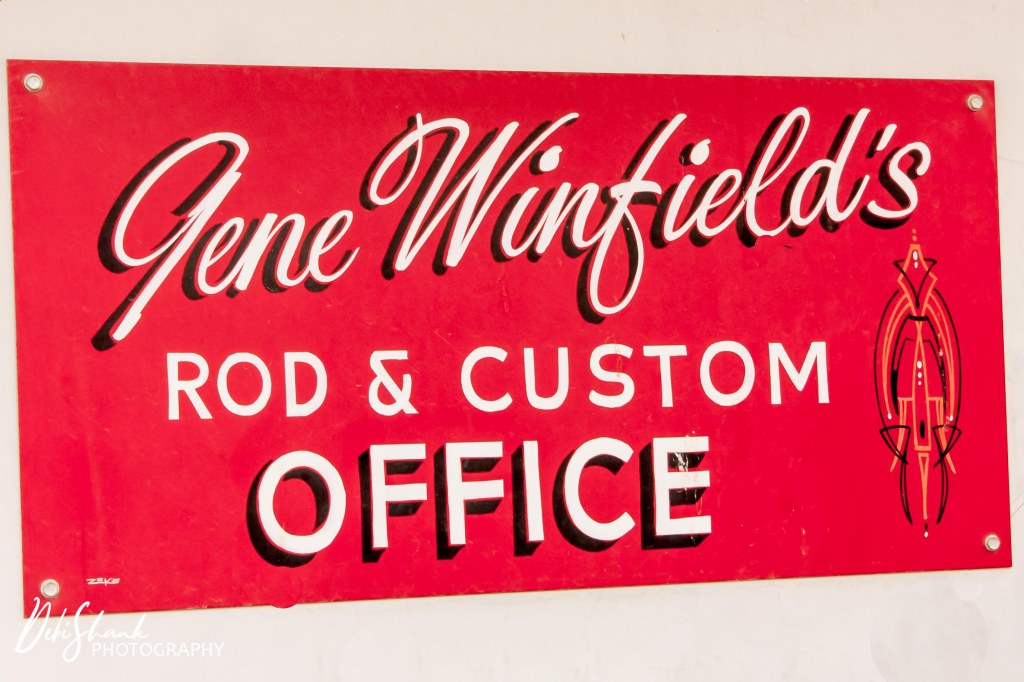 Gene Winfield's
ROD & CUSTOM
OFFICE
ZEKE
Debi Shank
PHOTOGRAPHY